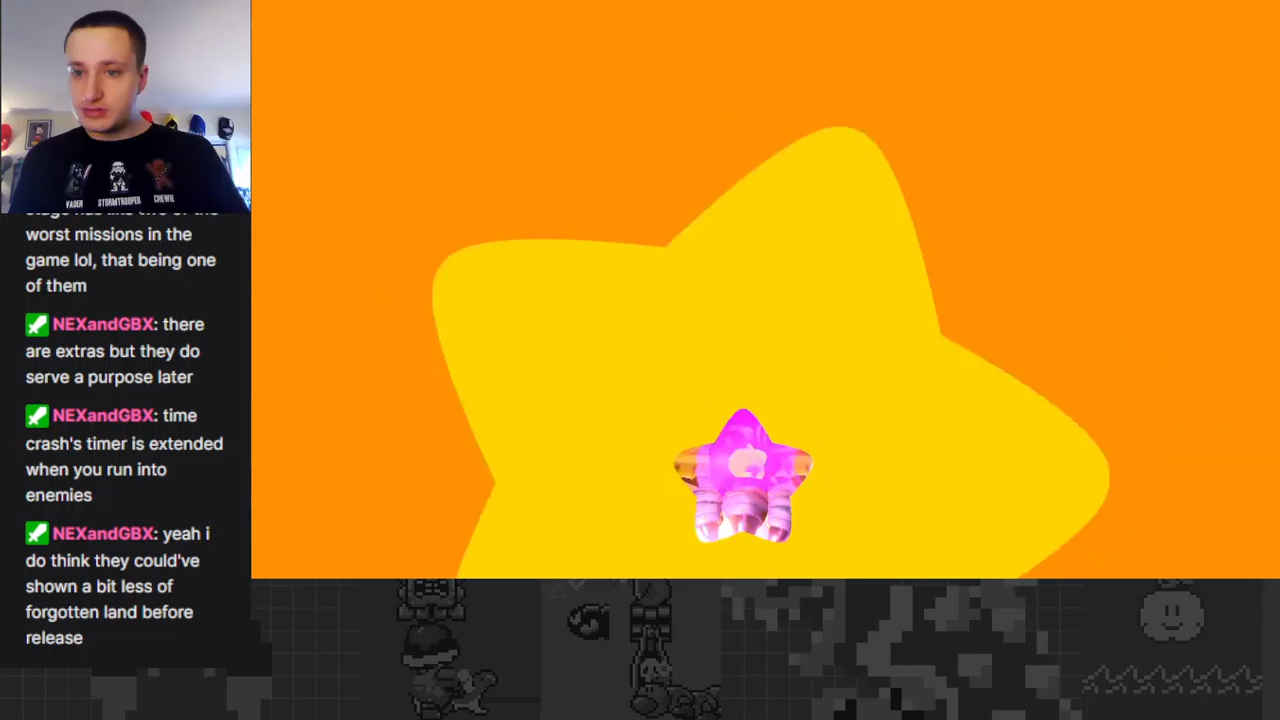 VADER STORMTROOPER CHEWIE
worst missions in the
game lol, that being one
of them
NEXandGBX: there
are extras but they do
serve a purpose later
NEXandGBX: time
crash's timer is extended
when you run into
enemies
NEXandGBX: yeah i
do think they could've
shown a bit less of
forgotten land before
release